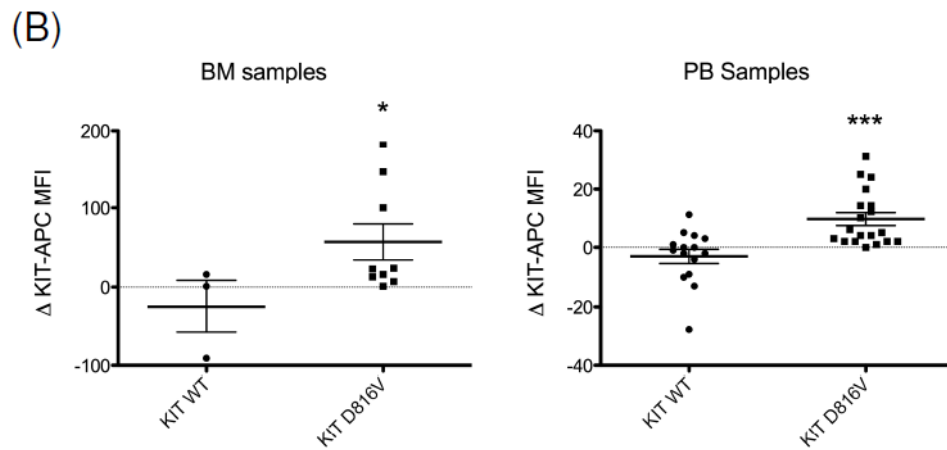 (B)
BM samples
*
200
100
0
-100
Δ KIT-APC MFI
KIT WT
KIT D816V
PB Samples
***
40
20
0
-20
-40
Δ KIT-APC MFI
KIT WT
KIT D816V